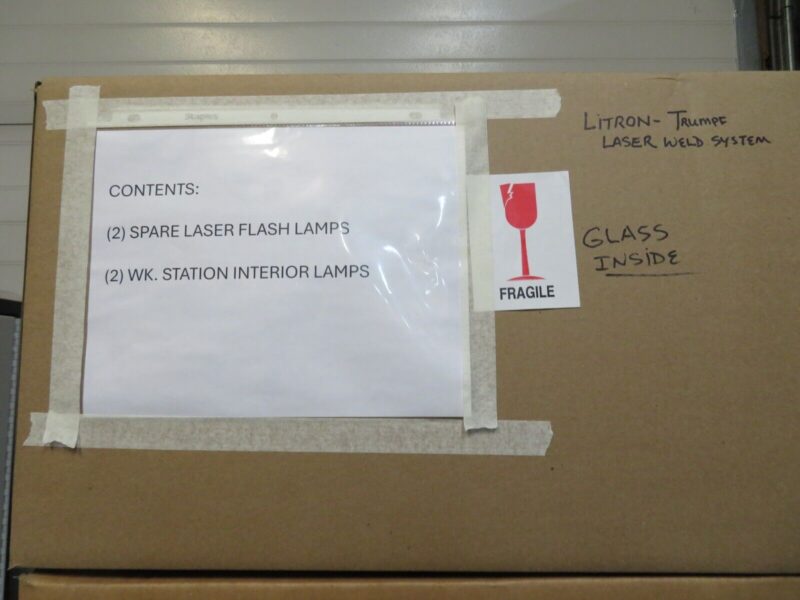 Staples
CONTENTS:
(2) SPARE LASER FLASH LAMPS
(2) WK. STATION INTERIOR LAMPS
FRAGILE
LITRON- TRUMPF
LASER WELD SYSTEM
GLASS
INSIDE